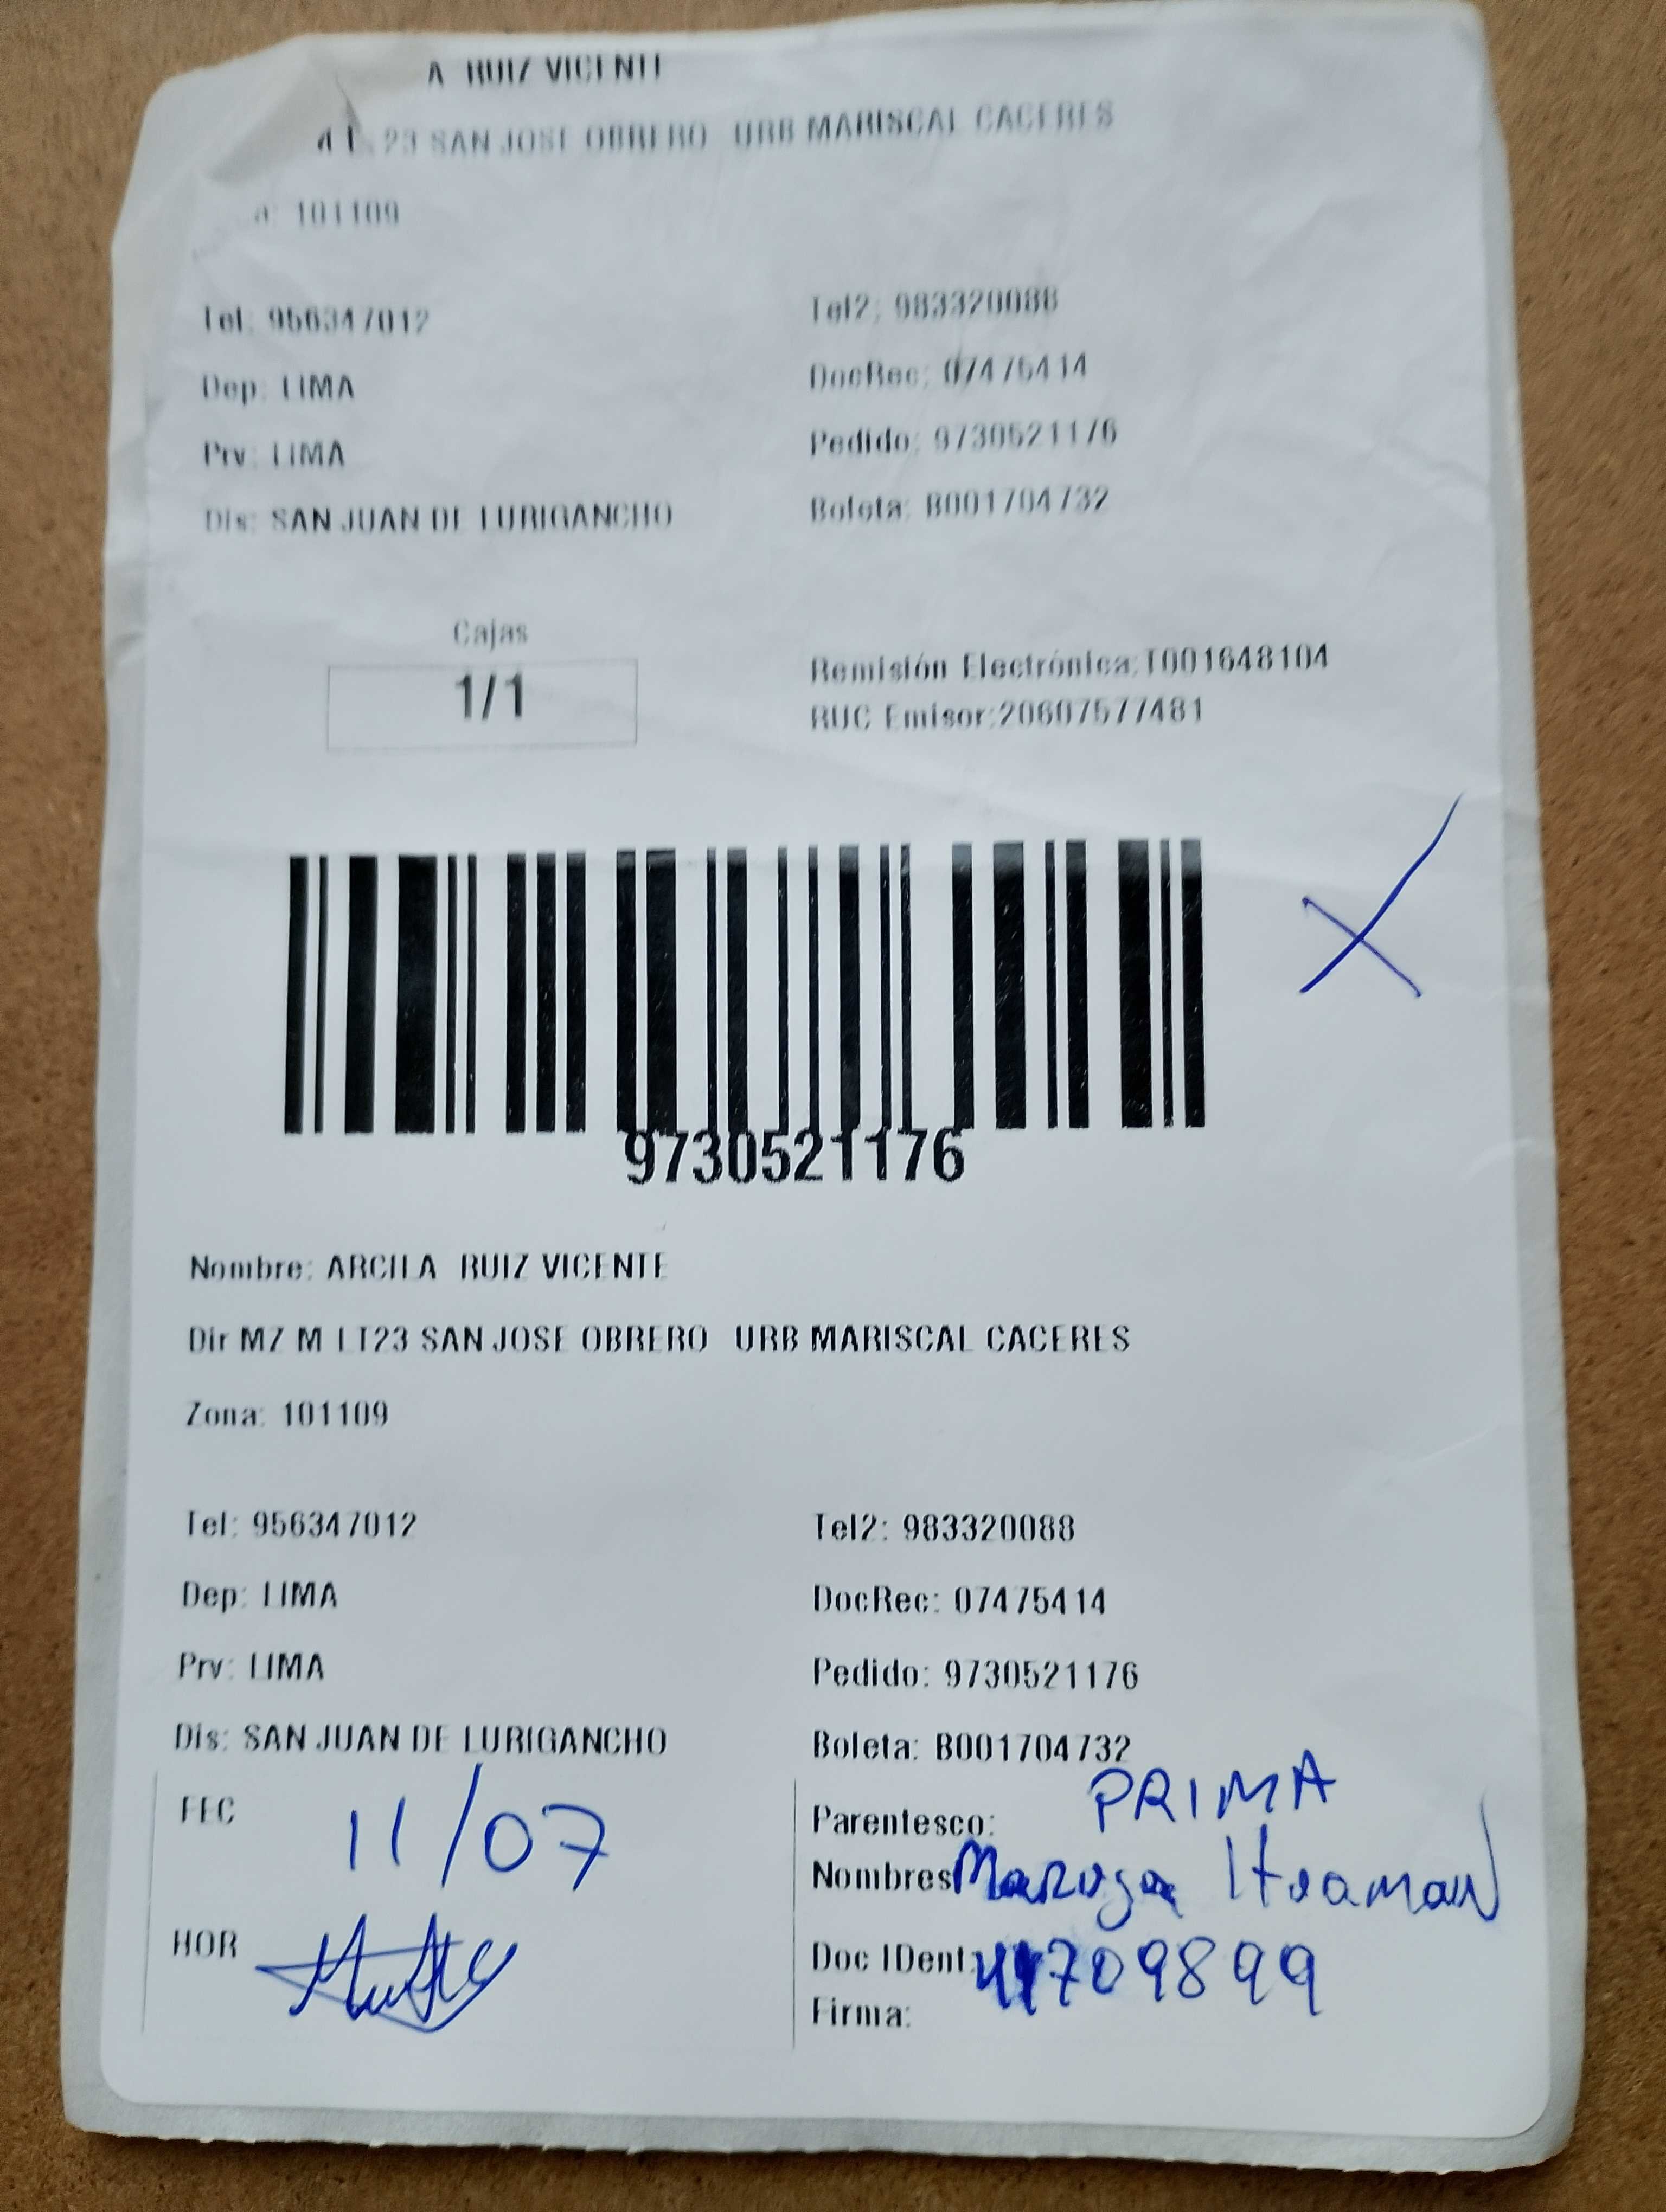 A RUIZ VICENTE
23 SAN JOSE OBRERO URB MARISCAL CACERES
a: 101109
Tel: 956347012 Tel2: 983320088
Dep: LIMA DocRec: 07475414
Prv: LIMA Pedido: 9730521176
Dis: SAN JUAN DE LURIGANCHO Boleta: B001704732
Cajas
1/1
Remisión Electrónica:T001648104
RUC Emisor:20607577481
9730521176
Nombre: ARCILA RUIZ VICENTE
Dir MZ M LT23 SAN JOSE OBRERO URB MARISCAL CACERES
Zona: 101109
Tel: 956347012 Tel2: 983320088
Dep: LIMA DocRec: 07475414
Prv: LIMA Pedido: 9730521176
Dis: SAN JUAN DE LURIGANCHO Boleta: B001704732
FEC 11/07 Parentesco: PRIMA
Nombres
HOR Doc IDent: 709899
Firma: